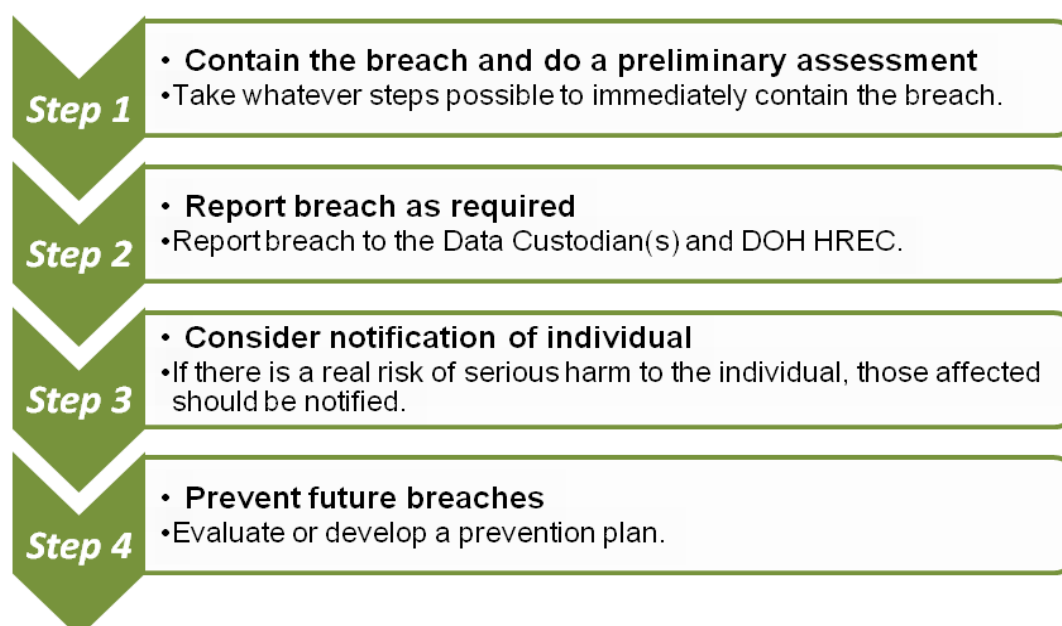 Step 1
• Contain the breach and do a preliminary assessment
•Take whatever steps possible to immediately contain the breach.
Step 2
• Report breach as required
•Report breach to the Data Custodian(s) and DOH HREC.
Step 3
• Consider notification of individual
•If there is a real risk of serious harm to the individual, those affected
should be notified.
Step 4
• Prevent future breaches
•Evaluate or develop a prevention plan.